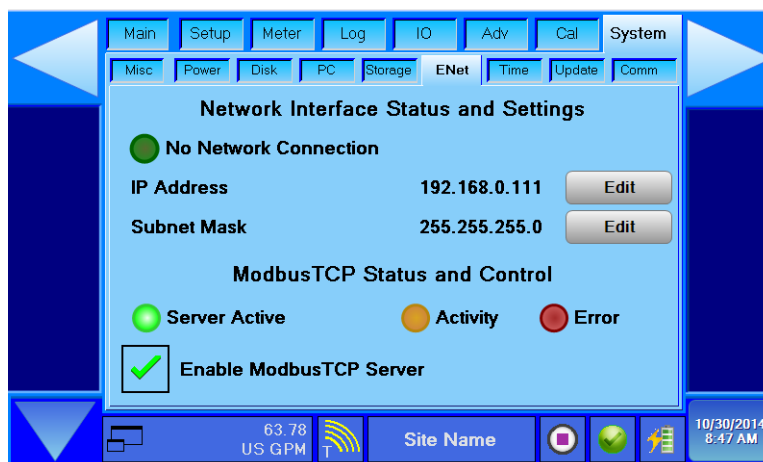 Main Setup Meter Log IO Adv Cal System
Misc Power Disk PC Storage ENet Time Update Comm
Network Interface Status and Settings
No Network Connection
IP Address 192.168.0.111 Edit
Subnet Mask 255.255.255.0 Edit
ModbusTCP Status and Control
Server Active Activity Error
Enable ModbusTCP Server
63.78
US GPM T Site Name
10/30/2014
8:47 AM